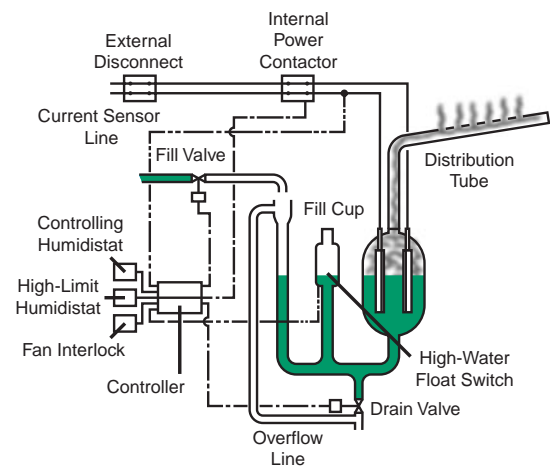 External
Disconnect
Internal
Power
Contactor
Current Sensor
Line
Fill Valve
Distribution
Tube
Fill Cup
Controlling
Humidistat
High-Limit
Humidistat
Fan Interlock
Controller
High-Water
Float Switch
Drain Valve
Overflow
Line